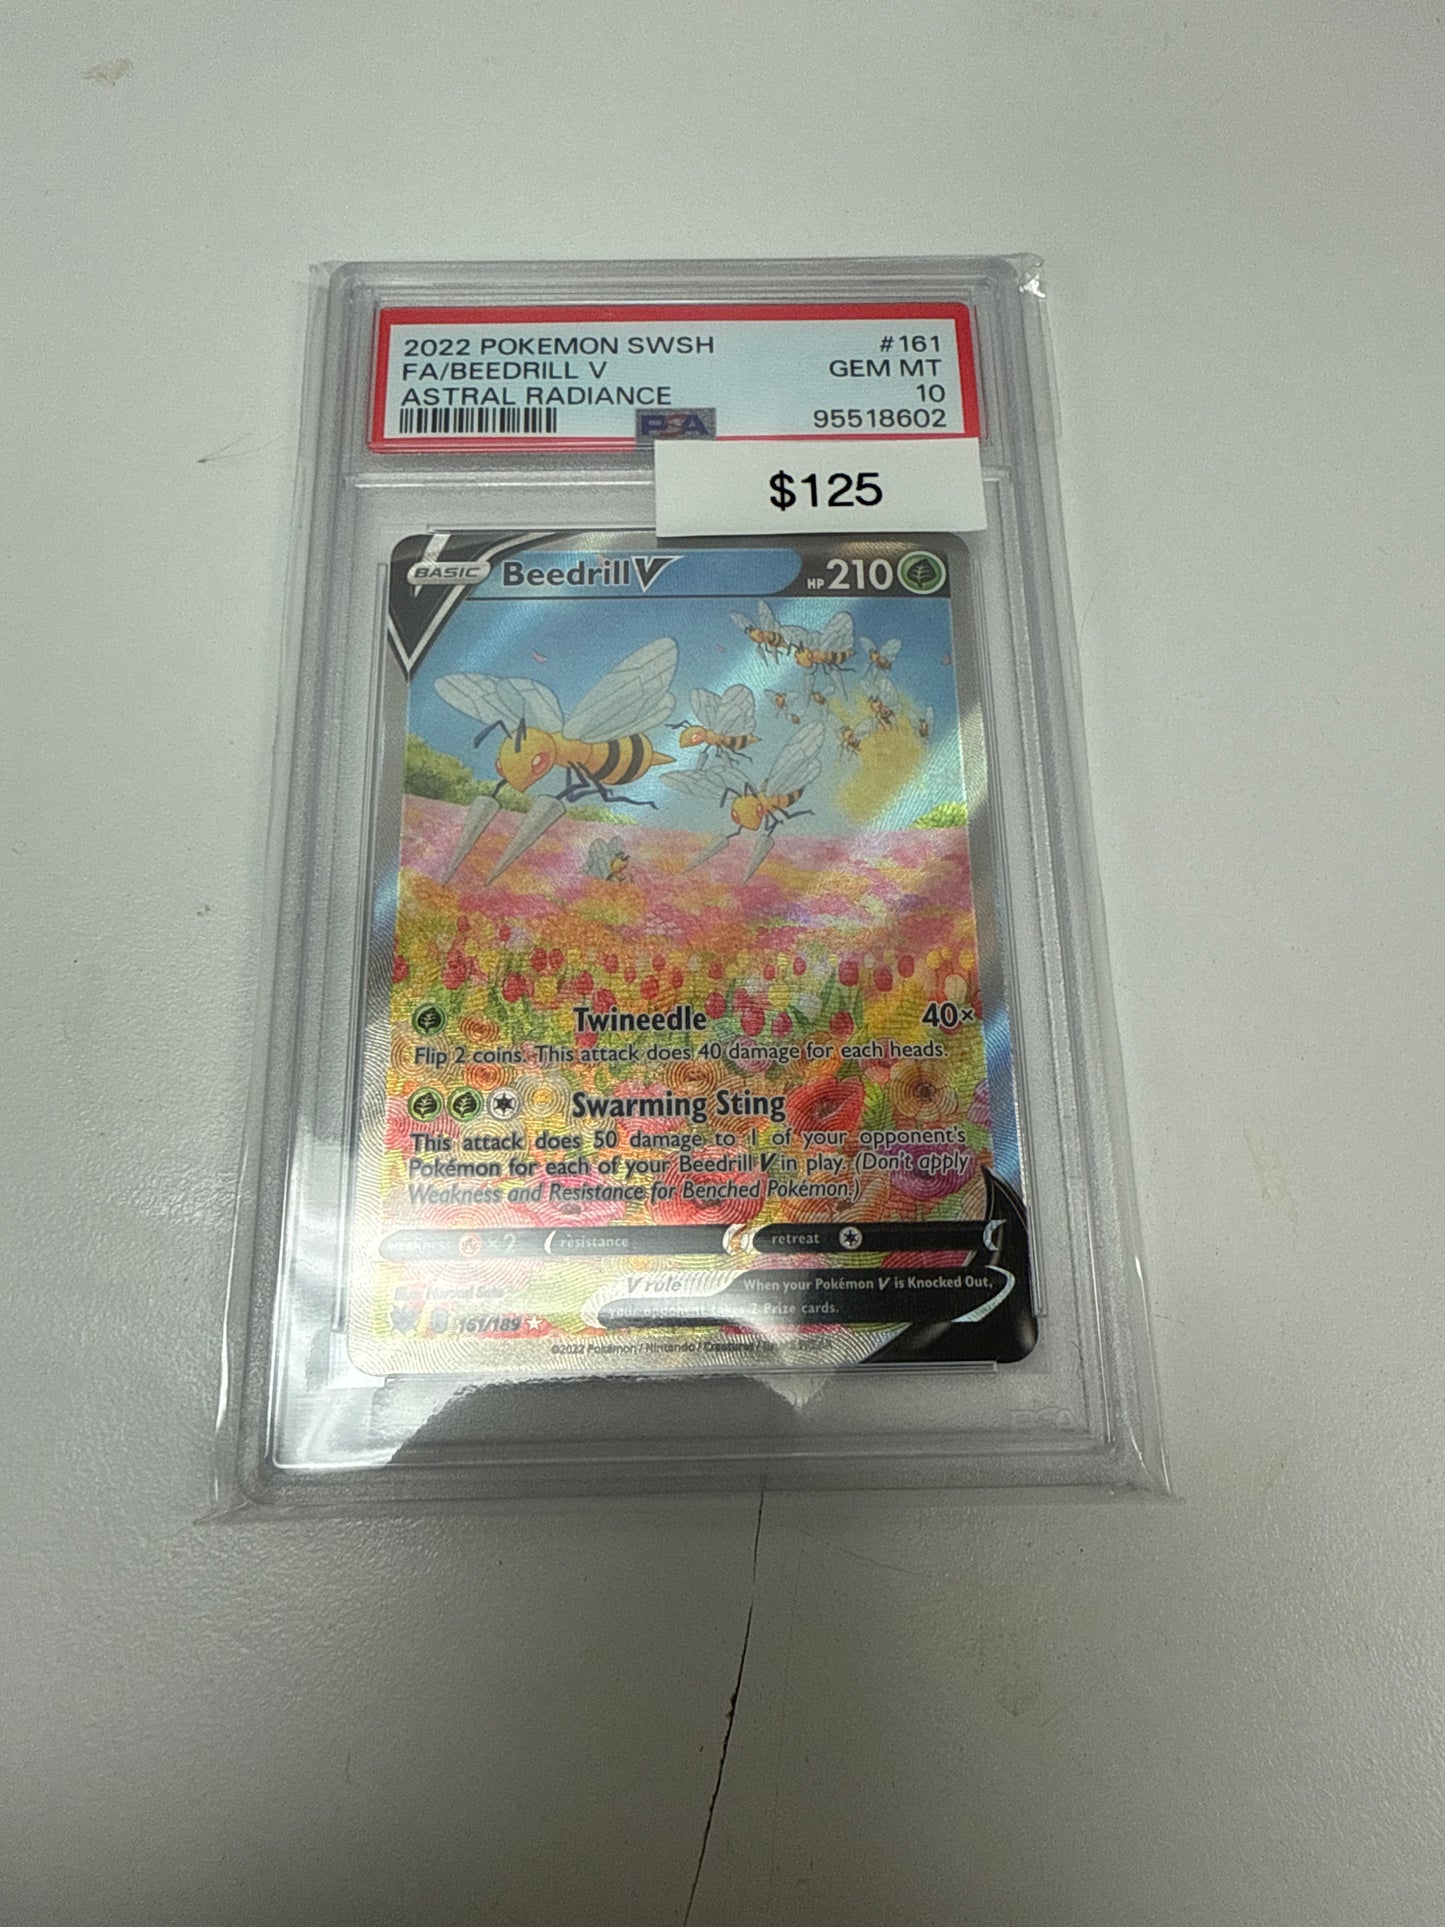 2022 POKEMON SWSH #161
FA/BEEDRILL V GEM MT
ASTRAL RADIANCE 10
PSA 95518602
$125
BASIC Beedrill V HP 210
Twineedle 40×
Flip 2 coins. This attack does 40 damage for each heads.
Swarming Sting
This attack does 50 damage to 1 of your opponent's
Pokémon for each of your Beedrill V in play. (Don't apply
Weakness and Resistance for Benched Pokémon.)
weakness ×2 resistance retreat
V rule When your Pokémon V is Knocked Out,
your opponent takes 2 Prize cards.
161/189
©2022 Pokémon / Nintendo / Creatures /
PSA